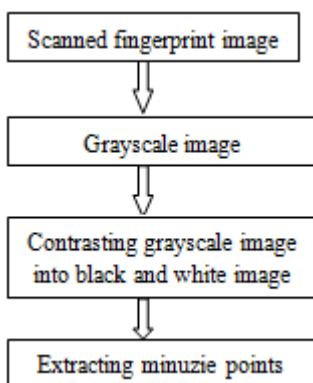 Scanned fingerprint image
Grayscale image
Contrasting grayscale image
into black and white image
Extracting minuzie points